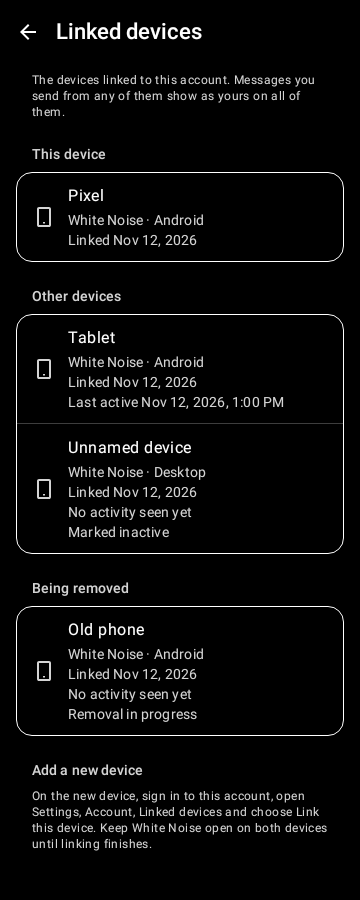 Linked devices
The devices linked to this account. Messages you
send from any of them show as yours on all of
them.
This device
Pixel
White Noise · Android
Linked Nov 12, 2026
Other devices
Tablet
White Noise · Android
Linked Nov 12, 2026
Last active Nov 12, 2026, 1:00 PM
Unnamed device
White Noise · Desktop
Linked Nov 12, 2026
No activity seen yet
Marked inactive
Being removed
Old phone
White Noise · Android
Linked Nov 12, 2026
No activity seen yet
Removal in progress
Add a new device
On the new device, sign in to this account, open
Settings, Account, Linked devices and choose Link
this device. Keep White Noise open on both devices
until linking finishes.